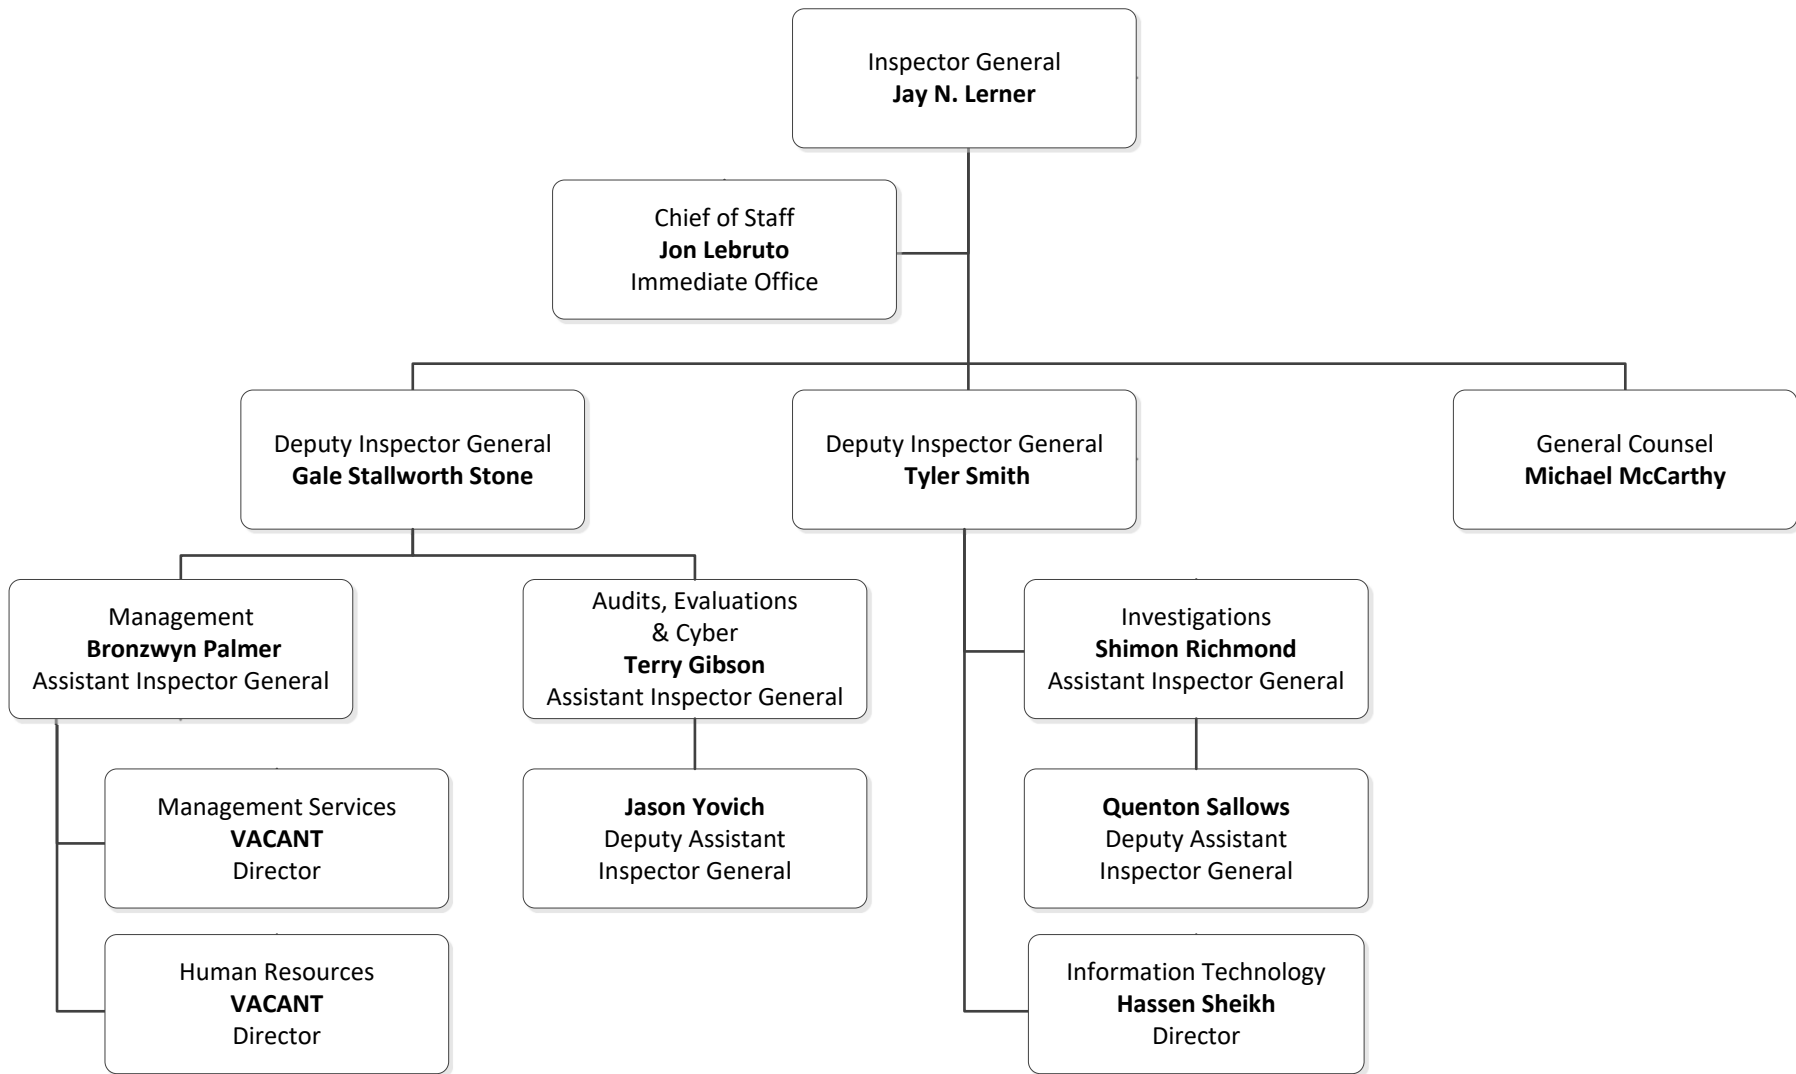 Inspector General
Jay N. Lerner
Chief of Staff
Jon Lebruto
Immediate Office
Deputy Inspector General
Gale Stallworth Stone
Deputy Inspector General
Tyler Smith
General Counsel
Michael McCarthy
Management
Bronzwyn Palmer
Assistant Inspector General
Audits, Evaluations
& Cyber
Terry Gibson
Assistant Inspector General
Investigations
Shimon Richmond
Assistant Inspector General
Management Services
VACANT
Director
Jason Yovich
Deputy Assistant
Inspector General
Quenton Sallows
Deputy Assistant
Inspector General
Human Resources
VACANT
Director
Information Technology
Hassen Sheikh
Director